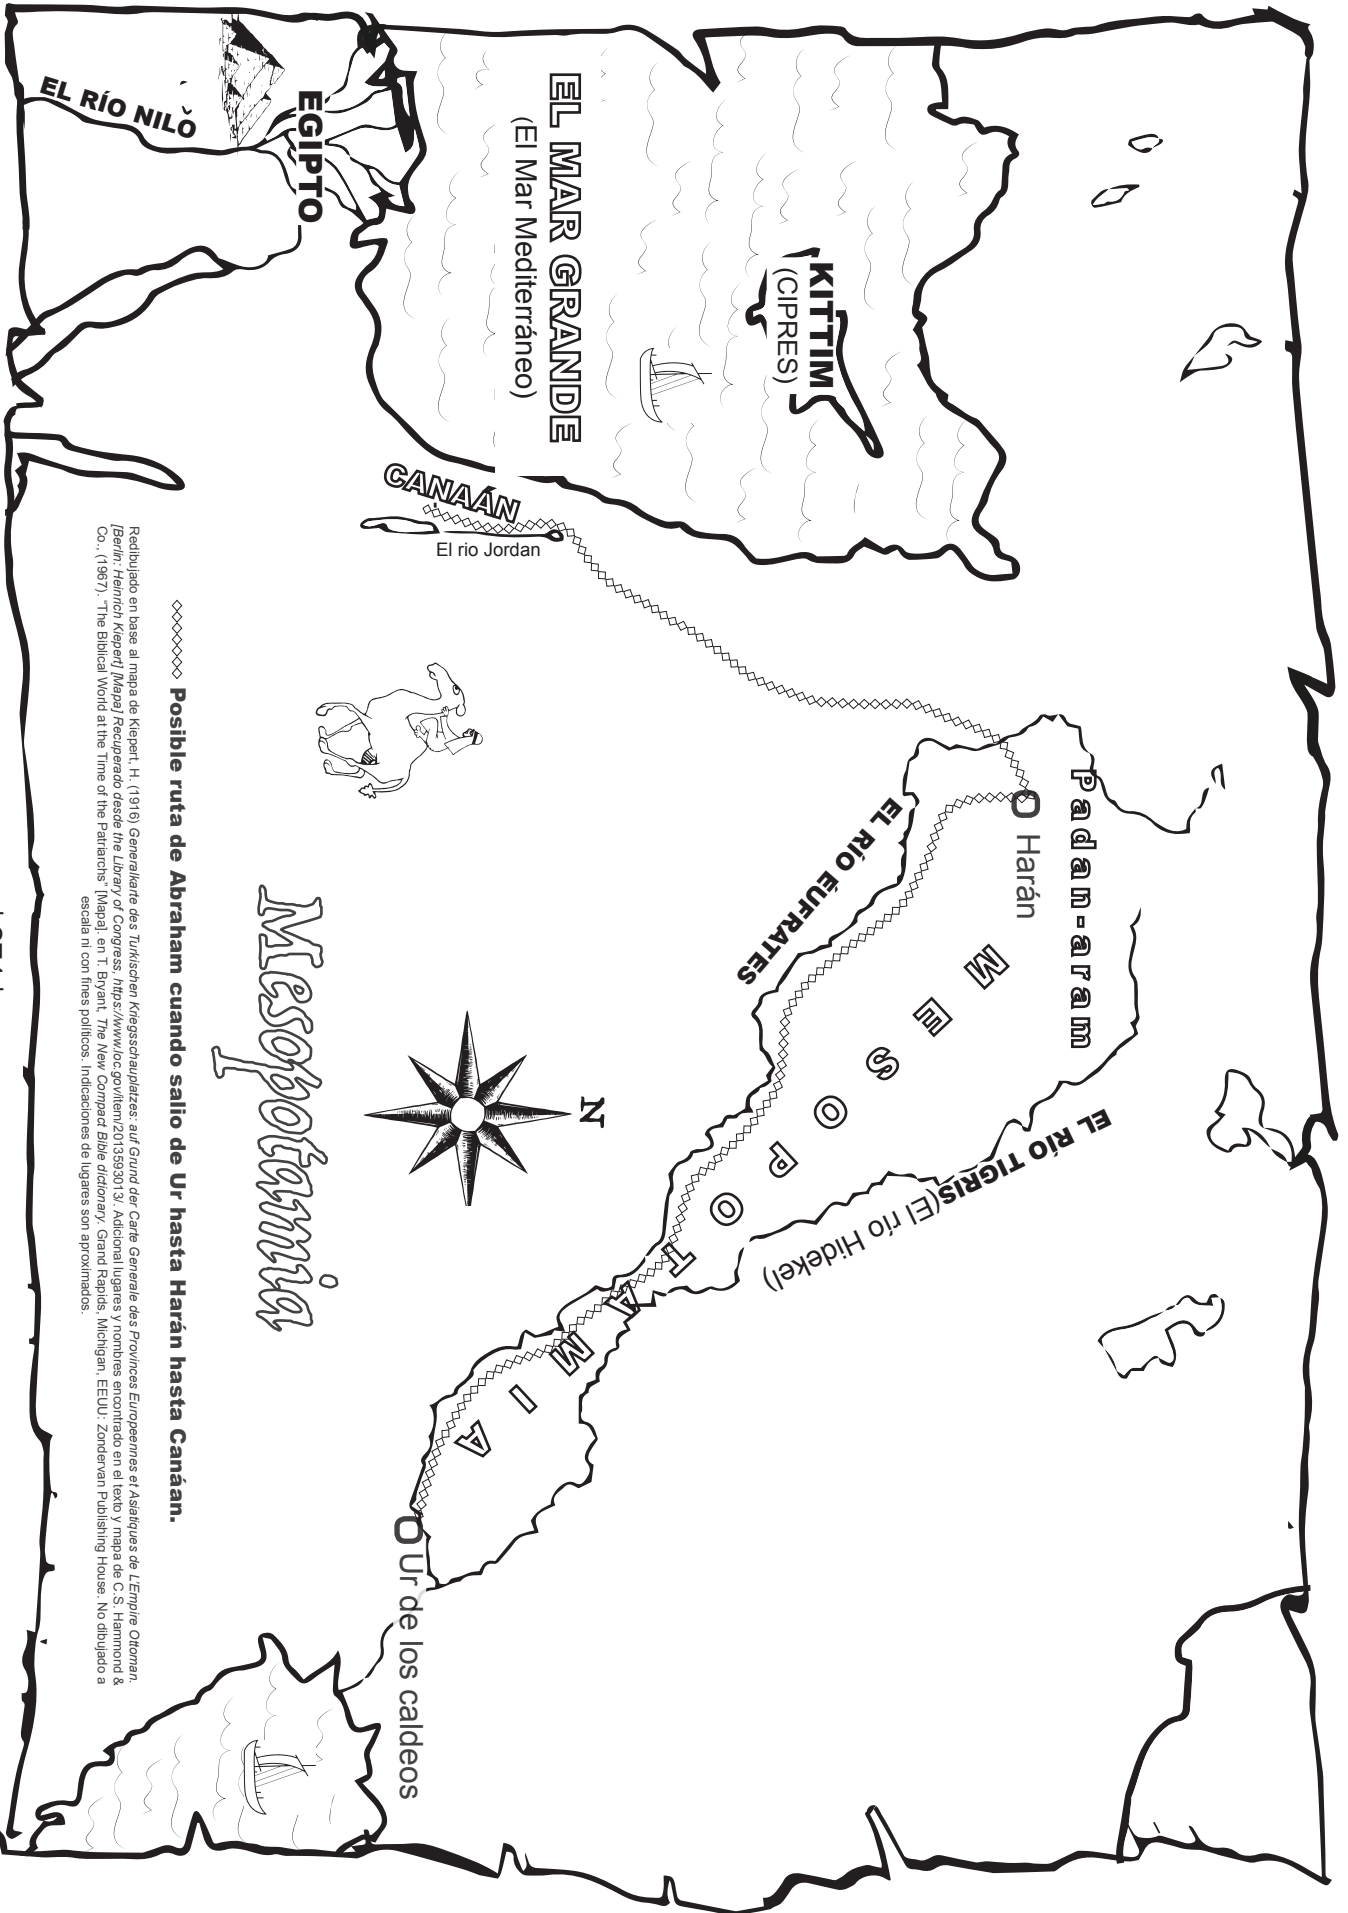 Padan-aram
Harán
EL RÍO TIGRIS
(El río Hidekel)
KITTIM
(CIPRES)
EL RÍO ÉUFRATES
MESOPOTAMIA
EL MAR GRANDE
(El Mar Mediterráneo)
N
CANAÁN
El rio Jordan
Ur de los caldeos
EGIPTO
EL RÍO NILO
Mesopotamia
Posible ruta de Abraham cuando salio de Ur hasta Harán hasta Canáan.
Redibujado en base al mapa de Kiepert, H. (1916) Generalkarte des Turkischen Kriegsschauplatzes: auf Grund der Carte Generale des Provinces Europeennes et Asiatiques de L'Empire Ottoman.
[Berlin: Heinrich Kiepert] [Mapa] Recuperado desde the Library of Congress, https://www.loc.gov/item/2013593013/. Adicional lugares y nombres encontrado en el texto y mapa de C.S. Hammond &
Co., (1967). "The Biblical World at the Time of the Patriarchs" [Mapa]. en T. Bryant, The New Compact Bible dictionary. Grand Rapids, Michigan, EEUU: Zondervan Publishing House. No dibujado a
escala ni con fines políticos. Indicaciones de lugares son aproximados.